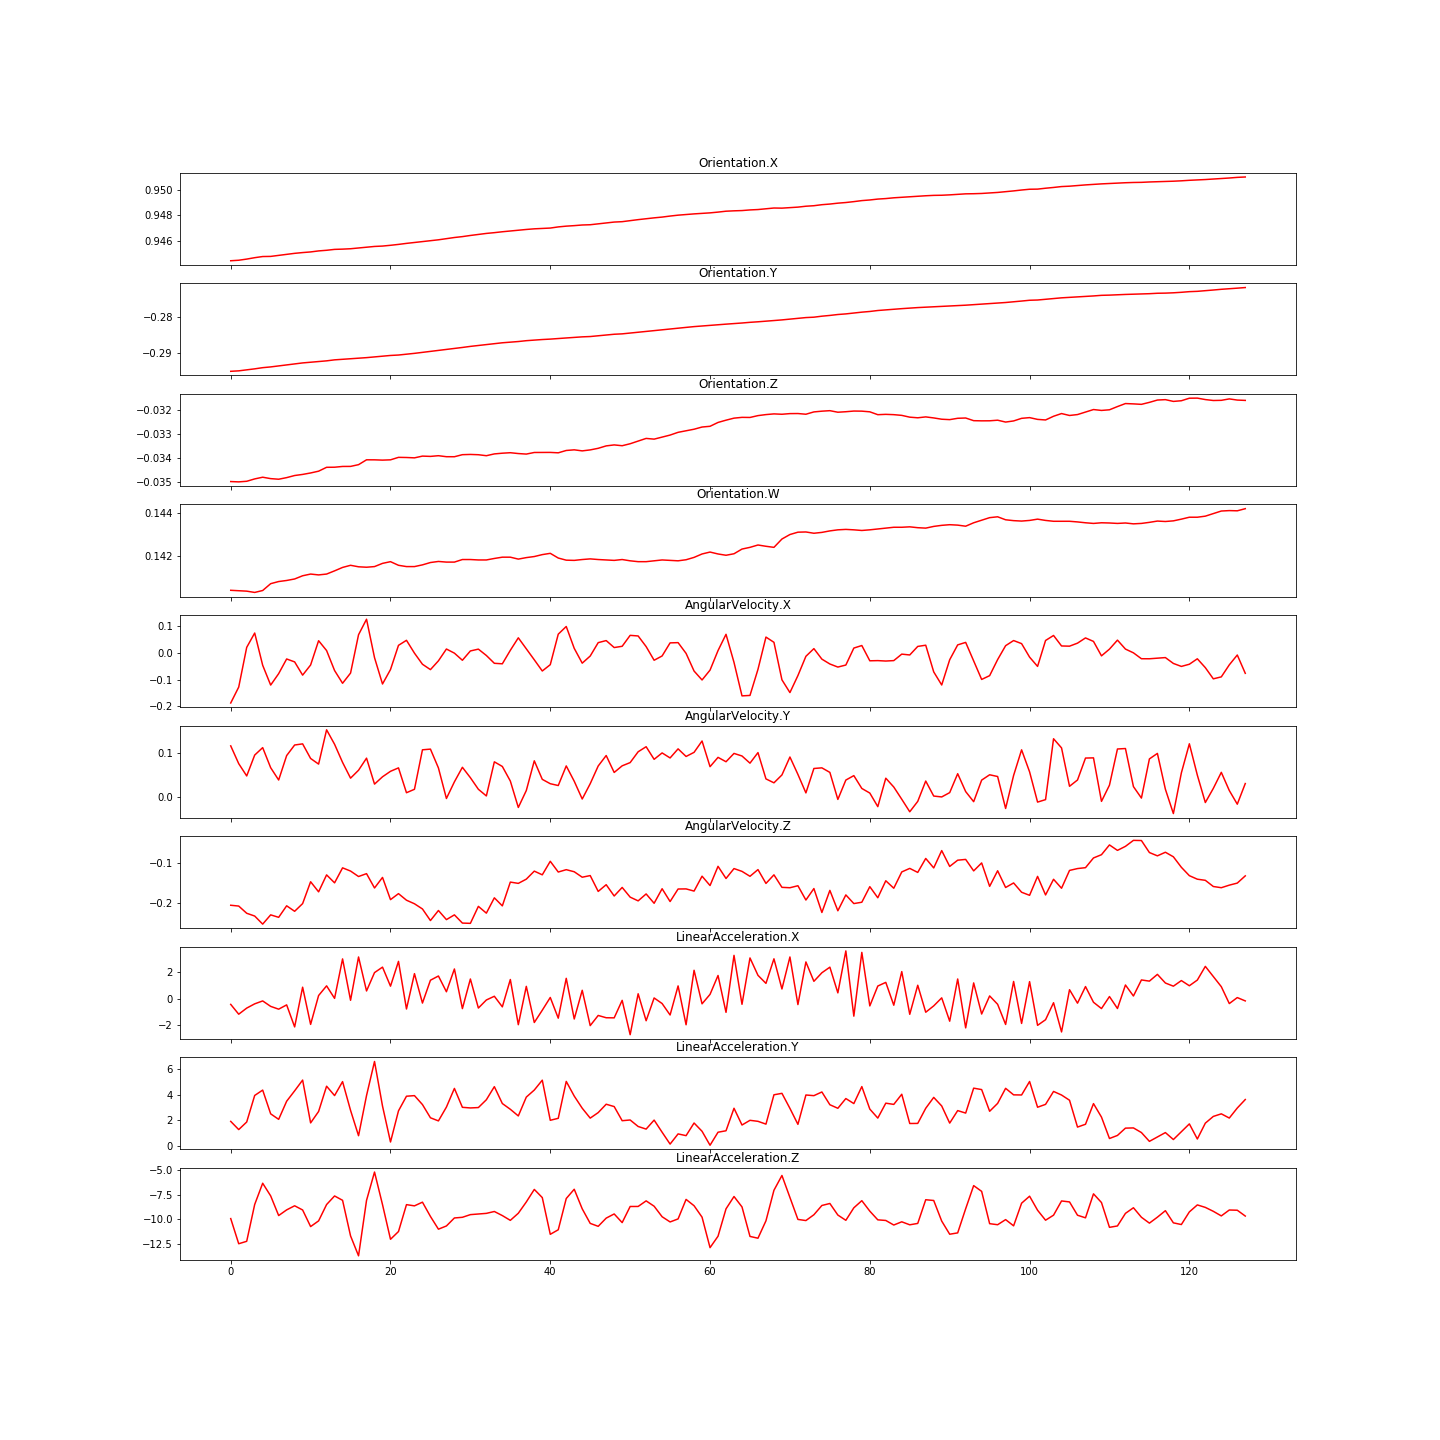 Orientation.X
0.950
0.948
0.946
Orientation.Y
−0.28
−0.29
Orientation.Z
−0.032
−0.033
−0.034
−0.035
Orientation.W
0.144
0.142
AngularVelocity.X
0.1
0.0
−0.1
−0.2
AngularVelocity.Y
0.1
0.0
AngularVelocity.Z
−0.1
−0.2
LinearAcceleration.X
2
0
−2
LinearAcceleration.Y
6
4
2
0
LinearAcceleration.Z
−5.0
−7.5
−10.0
−12.5
0 20 40 60 80 100 120